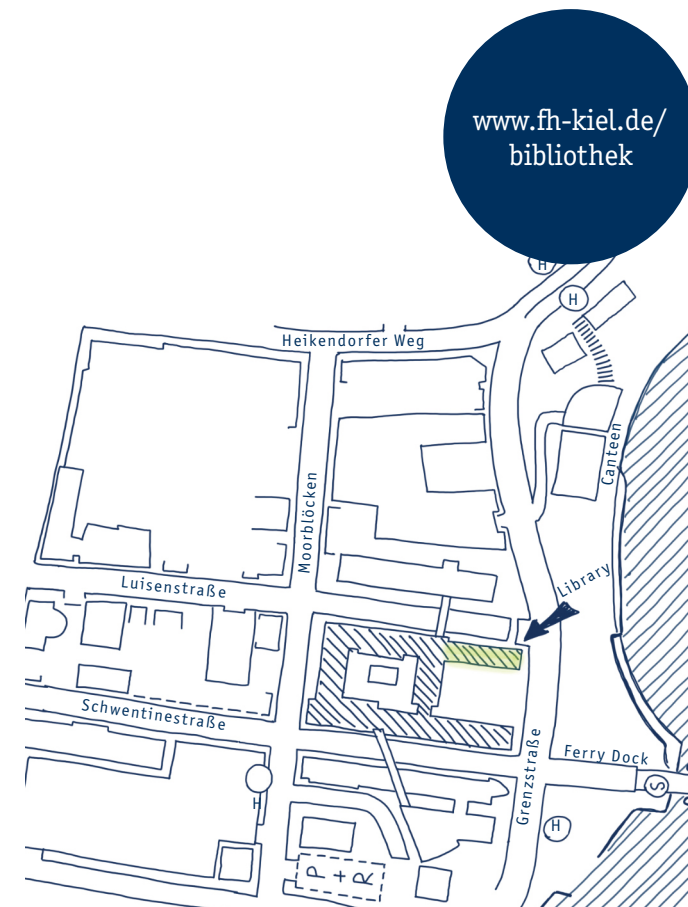 www.fh-kiel.de/
bibliothek
H
H
Heikendorfer Weg
Canteen
Moorblöcken
Library
Luisenstraße
Schwentinestraße
Grenzstraße
Ferry Dock
S
H
H
P + R